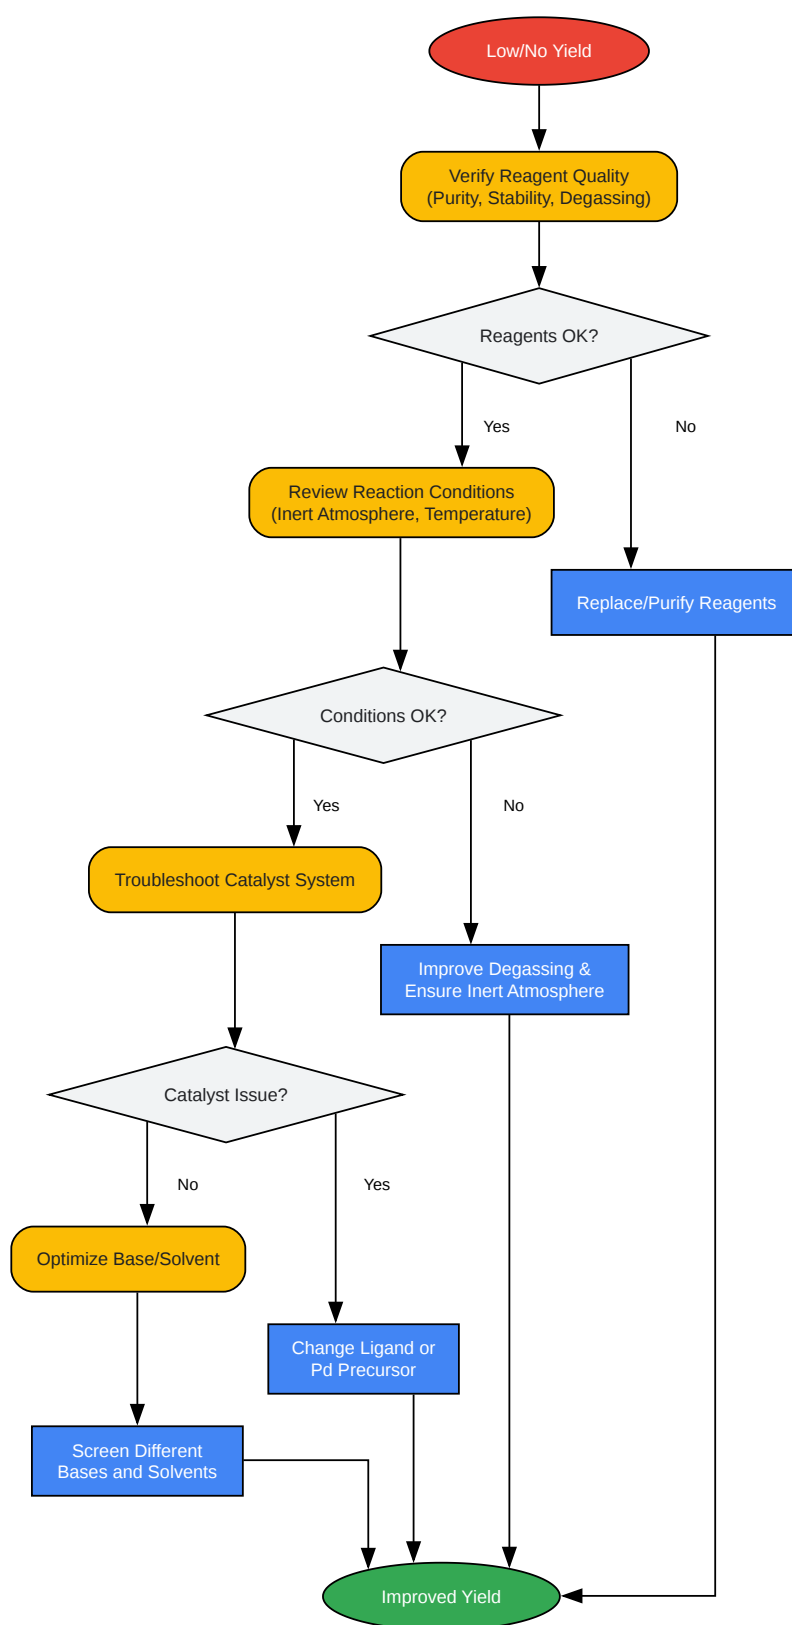 Low/No Yield
Verify Reagent Quality
(Purity, Stability, Degassing)
Reagents OK?
Yes
No
Review Reaction Conditions
(Inert Atmosphere, Temperature)
Replace/Purify Reagents
Conditions OK?
Yes
No
Troubleshoot Catalyst System
Improve Degassing &
Ensure Inert Atmosphere
Catalyst Issue?
No
Yes
Optimize Base/Solvent
Change Ligand or
Pd Precursor
Screen Different
Bases and Solvents
Improved Yield